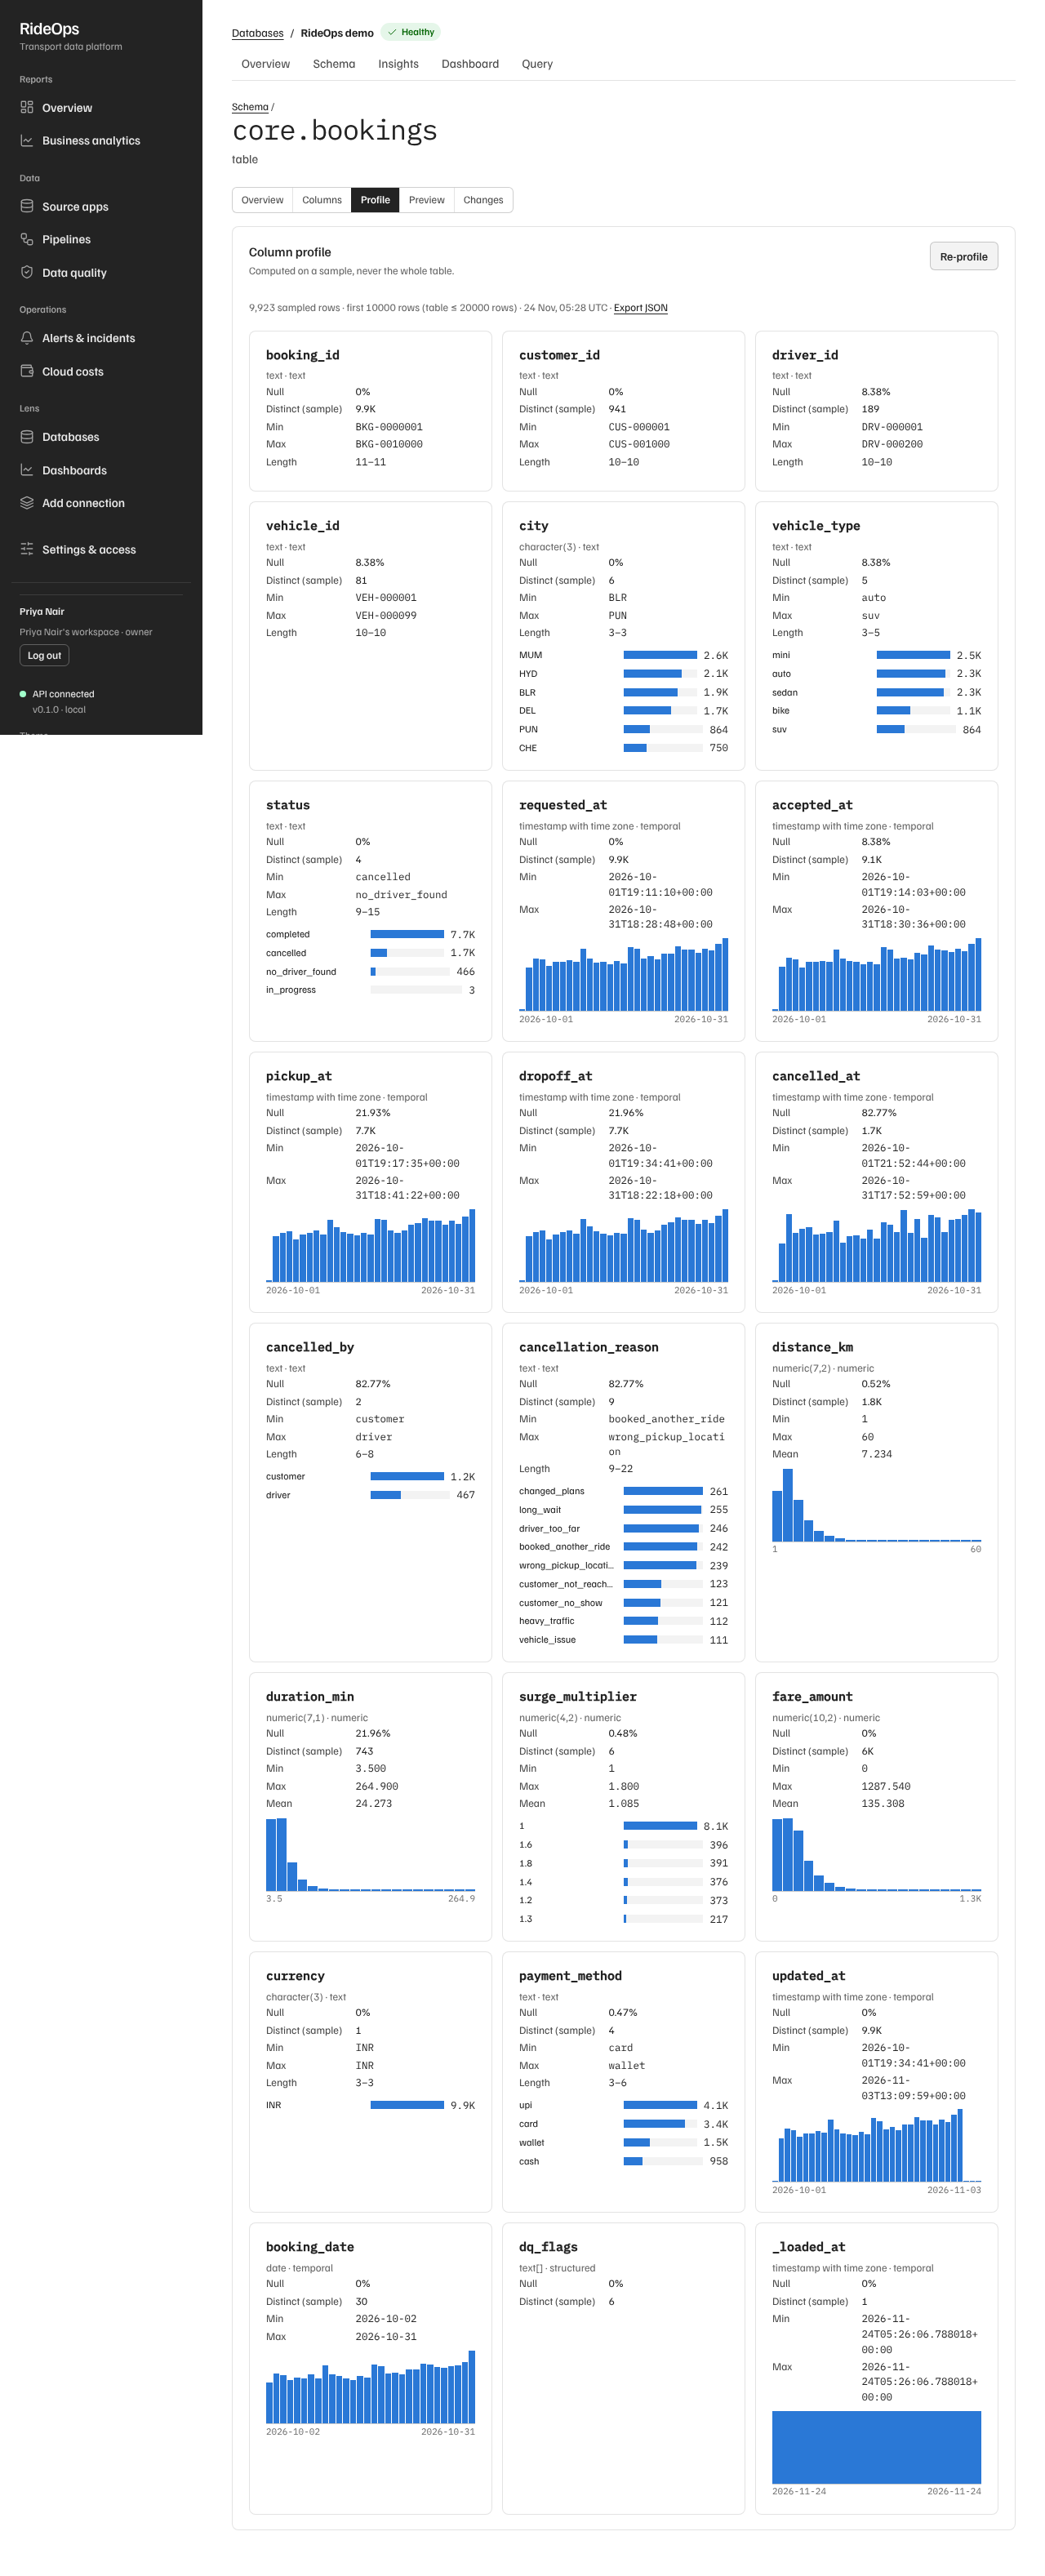 RideOps
Transport data platform
Reports
Overview
Business analytics
Data
Source apps
Pipelines
Data quality
Operations
Alerts & incidents
Cloud costs
Lens
Databases
Dashboards
Add connection
Settings & access
Priya Nair
Priya Nair's workspace · owner
Log out
API connected
v0.1.0 · local
Databases / RideOps demo Healthy
Overview Schema Insights Dashboard Query
Schema /
core.bookings
table
Overview Columns Profile Preview Changes
Column profile
Computed on a sample, never the whole table.
Re-profile
9,923 sampled rows · first 10000 rows (table ≤ 20000 rows) · 24 Nov, 05:28 UTC · Export JSON
booking_id
text · text
Null 0%
Distinct (sample) 9.9K
Min BKG-0000001
Max BKG-0010000
Length 11–11
customer_id
text · text
Null 0%
Distinct (sample) 941
Min CUS-000001
Max CUS-001000
Length 10–10
driver_id
text · text
Null 8.38%
Distinct (sample) 189
Min DRV-000001
Max DRV-000200
Length 10–10
vehicle_id
text · text
Null 8.38%
Distinct (sample) 81
Min VEH-000001
Max VEH-000099
Length 10–10
city
character(3) · text
Null 0%
Distinct (sample) 6
Min BLR
Max PUN
Length 3–3
MUM 2.6K
HYD 2.1K
BLR 1.9K
DEL 1.7K
PUN 864
CHE 750
vehicle_type
text · text
Null 8.38%
Distinct (sample) 5
Min auto
Max suv
Length 3–5
mini 2.5K
auto 2.3K
sedan 2.3K
bike 1.1K
suv 864
status
text · text
Null 0%
Distinct (sample) 4
Min cancelled
Max no_driver_found
Length 9–15
completed 7.7K
cancelled 1.7K
no_driver_found 466
in_progress 3
requested_at
timestamp with time zone · temporal
Null 0%
Distinct (sample) 9.9K
Min 2026-10-
01T19:11:10+00:00
Max 2026-10-
31T18:28:48+00:00
2026-10-01 2026-10-31
accepted_at
timestamp with time zone · temporal
Null 8.38%
Distinct (sample) 9.1K
Min 2026-10-
01T19:14:03+00:00
Max 2026-10-
31T18:30:36+00:00
2026-10-01 2026-10-31
pickup_at
timestamp with time zone · temporal
Null 21.93%
Distinct (sample) 7.7K
Min 2026-10-
01T19:17:35+00:00
Max 2026-10-
31T18:41:22+00:00
2026-10-01 2026-10-31
dropoff_at
timestamp with time zone · temporal
Null 21.96%
Distinct (sample) 7.7K
Min 2026-10-
01T19:34:41+00:00
Max 2026-10-
31T18:22:18+00:00
2026-10-01 2026-10-31
cancelled_at
timestamp with time zone · temporal
Null 82.77%
Distinct (sample) 1.7K
Min 2026-10-
01T21:52:44+00:00
Max 2026-10-
31T17:52:59+00:00
2026-10-01 2026-10-31
cancelled_by
text · text
Null 82.77%
Distinct (sample) 2
Min customer
Max driver
Length 6–8
customer 1.2K
driver 467
cancellation_reason
text · text
Null 82.77%
Distinct (sample) 9
Min booked_another_ride
Max wrong_pickup_locati
on
Length 9–22
changed_plans 261
long_wait 255
driver_too_far 246
booked_another_ride 242
wrong_pickup_locati... 239
customer_not_reach... 123
customer_no_show 121
heavy_traffic 112
vehicle_issue 111
distance_km
numeric(7,2) · numeric
Null 0.52%
Distinct (sample) 1.8K
Min 1
Max 60
Mean 7.234
1 60
duration_min
numeric(7,1) · numeric
Null 21.96%
Distinct (sample) 743
Min 3.500
Max 264.900
Mean 24.273
3.5 264.9
surge_multiplier
numeric(4,2) · numeric
Null 0.48%
Distinct (sample) 6
Min 1
Max 1.800
Mean 1.085
1 8.1K
1.6 396
1.8 391
1.4 376
1.2 373
1.3 217
fare_amount
numeric(10,2) · numeric
Null 0%
Distinct (sample) 6K
Min 0
Max 1287.540
Mean 135.308
0 1.3K
currency
character(3) · text
Null 0%
Distinct (sample) 1
Min INR
Max INR
Length 3–3
INR 9.9K
payment_method
text · text
Null 0.47%
Distinct (sample) 4
Min card
Max wallet
Length 3–6
upi 4.1K
card 3.4K
wallet 1.5K
cash 958
updated_at
timestamp with time zone · temporal
Null 0%
Distinct (sample) 9.9K
Min 2026-10-
01T19:34:41+00:00
Max 2026-11-
03T13:09:59+00:00
2026-10-01 2026-11-03
booking_date
date · temporal
Null 0%
Distinct (sample) 30
Min 2026-10-02
Max 2026-10-31
2026-10-02 2026-10-31
dq_flags
text[] · structured
Null 0%
Distinct (sample) 6
_loaded_at
timestamp with time zone · temporal
Null 0%
Distinct (sample) 1
Min 2026-11-
24T05:26:06.788018+
00:00
Max 2026-11-
24T05:26:06.788018+
00:00
2026-11-24 2026-11-24